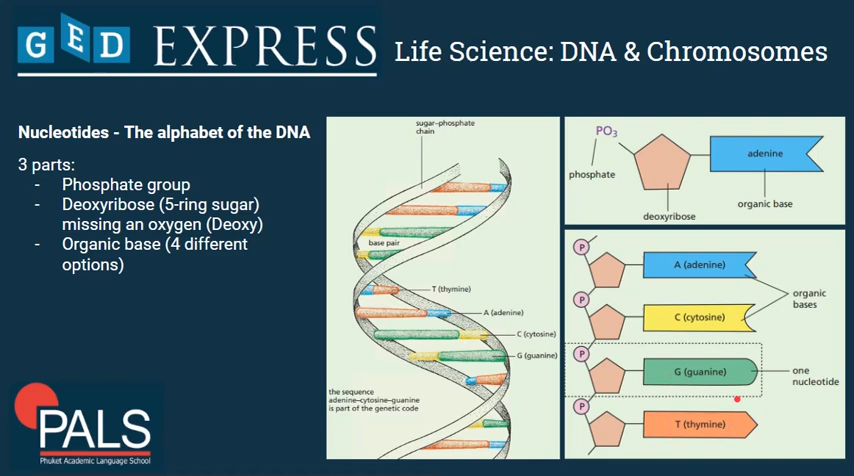 GED EXPRESS
Life Science: DNA & Chromosomes
Nucleotides - The alphabet of the DNA
3 parts:
- Phosphate group
- Deoxyribose (5-ring sugar)
missing an oxygen (Deoxy)
- Organic base (4 different
options)
sugar–phosphate
chain
base pair
T (thymine)
A (adenine)
C (cytosine)
G (guanine)
the sequence
adenine–cytosine–guanine
is part of the genetic code
PO3
phosphate
deoxyribose
adenine
organic base
P
A (adenine)
P
C (cytosine)
organic
bases
P
G (guanine)
one
nucleotide
P
T (thymine)
PALS
Phuket Academic Language School